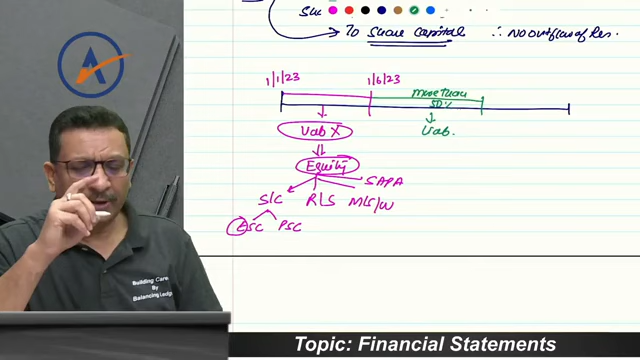 S/c
To Share Capital ∴ No outflow of Res.
1/1/23 1/6/23 more than
50%
Liab X Liab.
Equity
SAPA
S/C R/S M/S/W
ESC PSC
Building Care
By
Balancing Ledg
Topic: Financial Statements